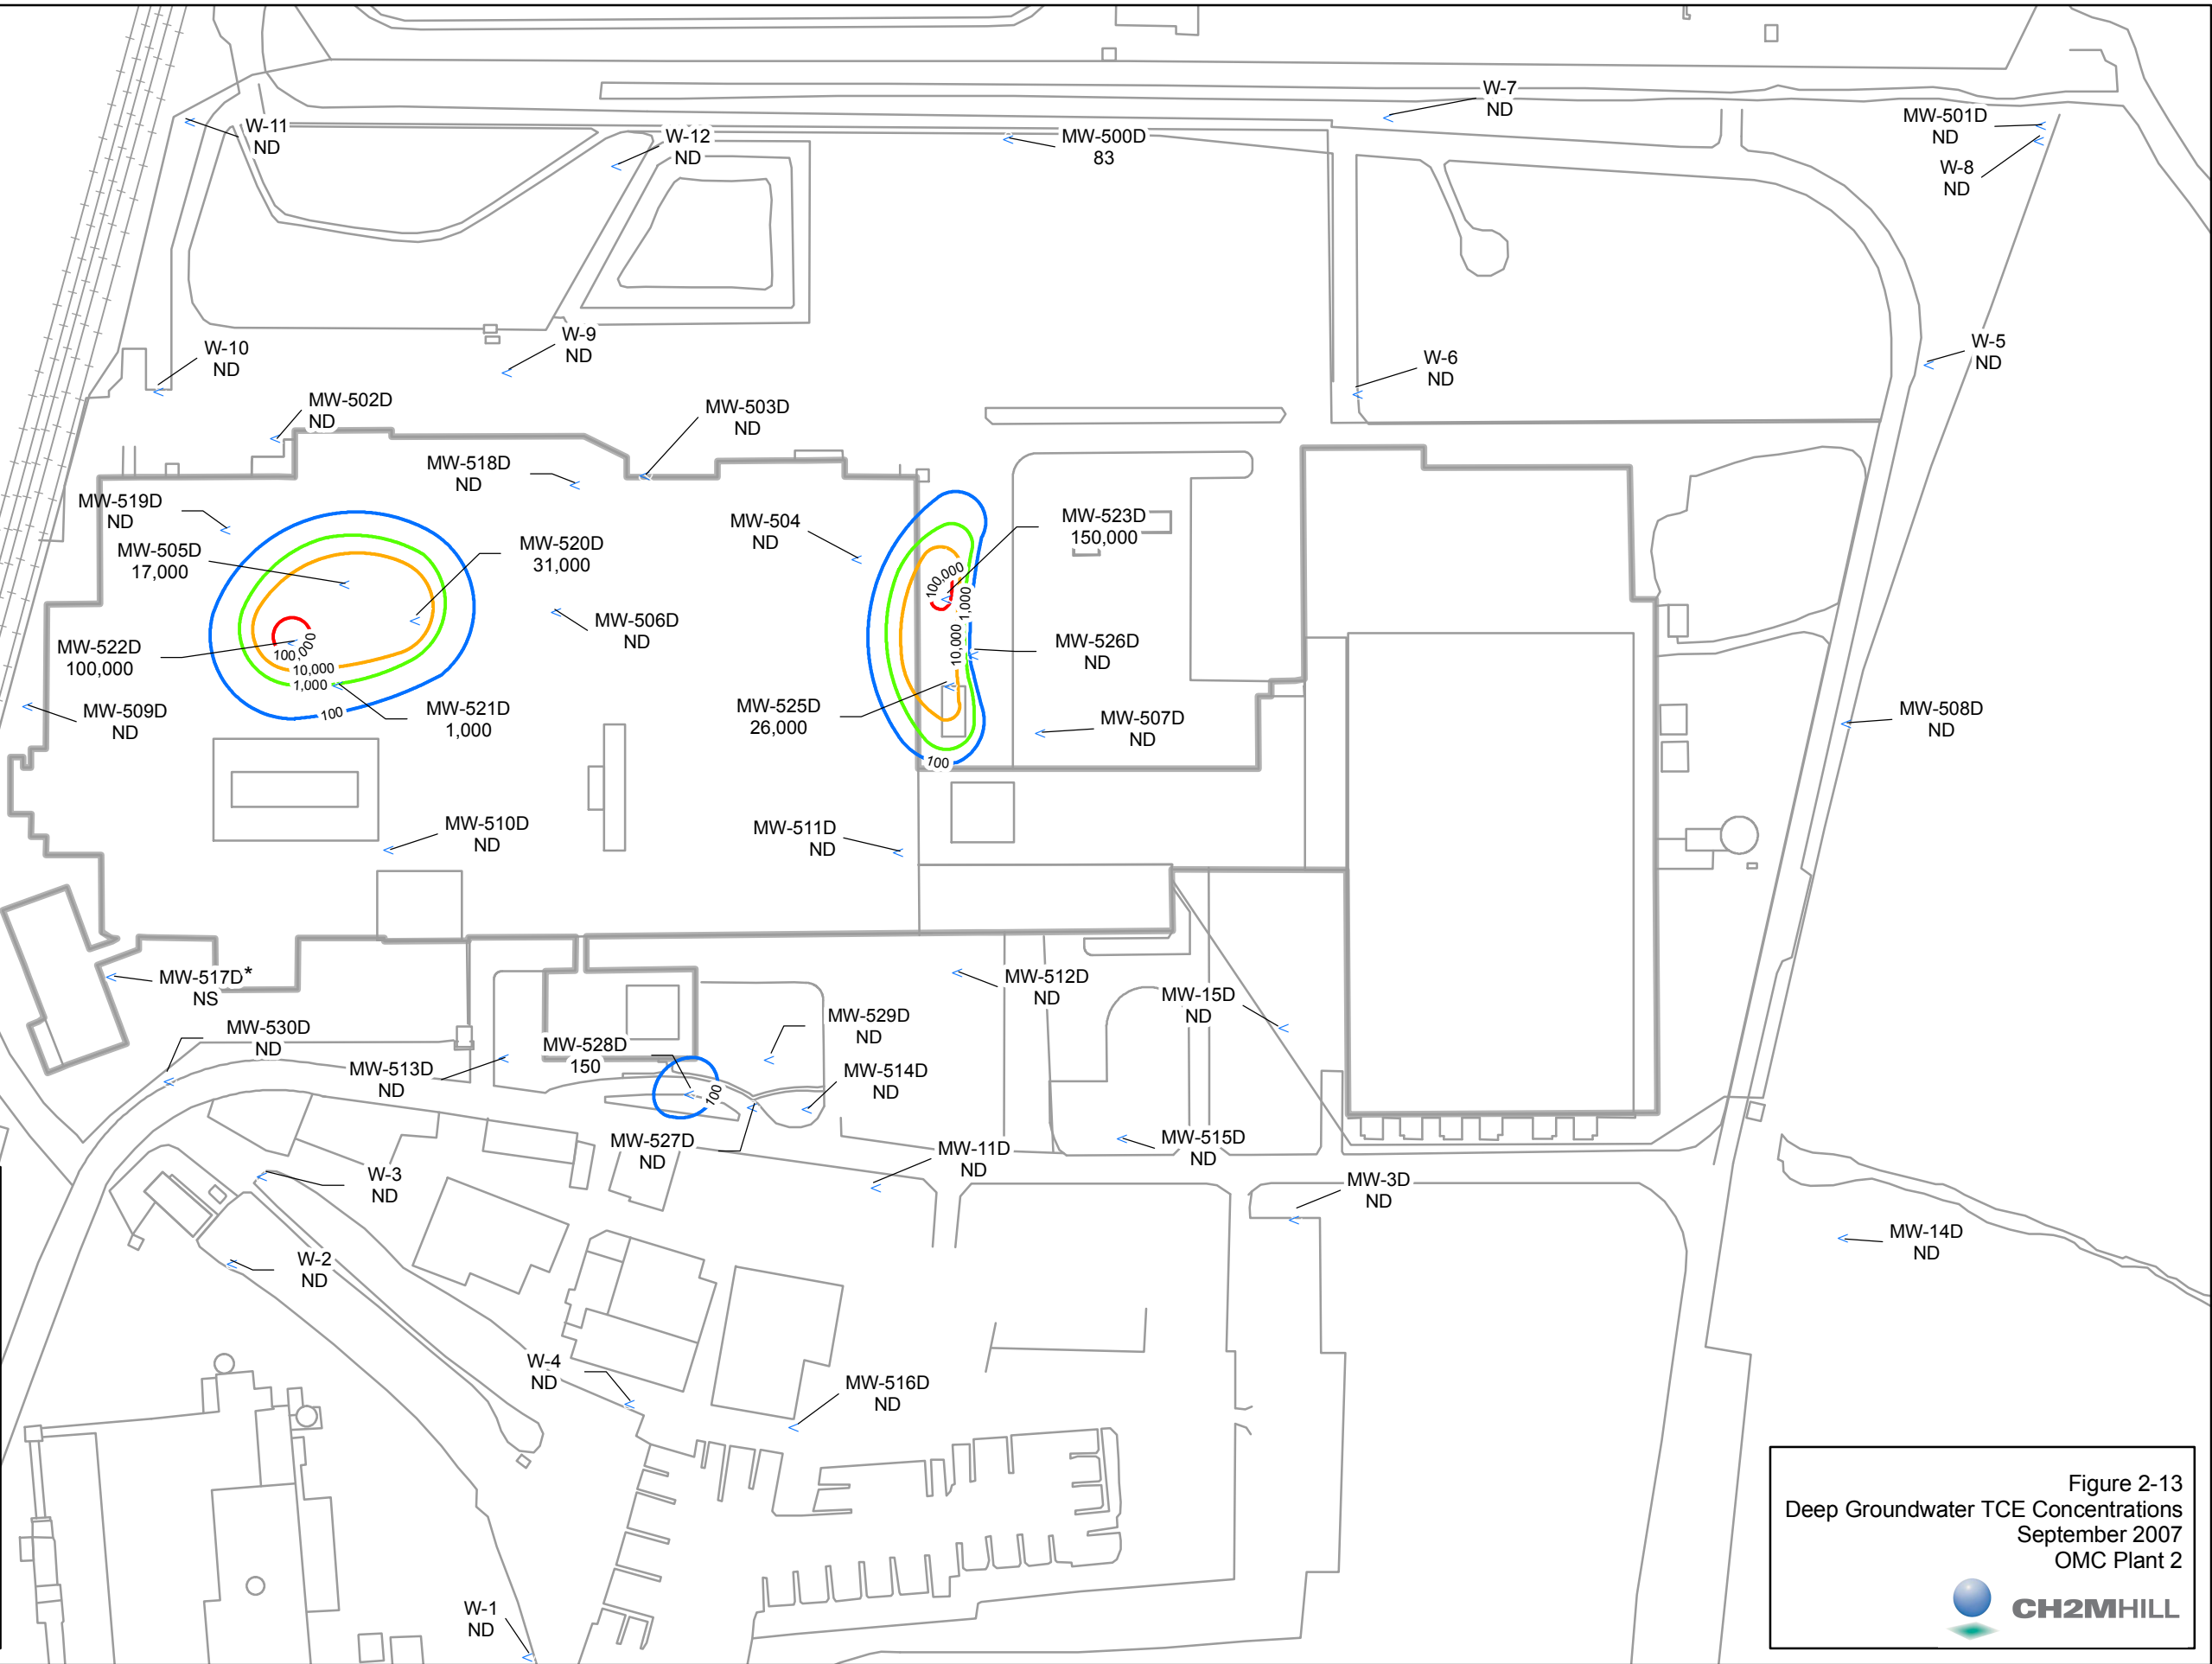 W-7
ND
MW-501D
ND
W-11
ND
W-12
ND
MW-500D
83
W-8
ND
W-9
ND
W-5
ND
W-10
ND
W-6
ND
MW-502D
ND
MW-503D
ND
MW-518D
ND
MW-519D
ND
MW-504
ND
MW-523D
150,000
MW-505D
17,000
MW-520D
31,000
100,000
1,000
MW-506D
ND
MW-522D
100,000
100,000
10,000
1,000
100
10,000
MW-526D
ND
MW-509D
ND
MW-521D
1,000
MW-525D
26,000
MW-507D
ND
MW-508D
ND
100
MW-510D
ND
MW-511D
ND
MW-517D*
NS
MW-512D
ND
MW-15D
ND
MW-530D
ND
MW-529D
ND
MW-528D
150
MW-513D
ND
MW-514D
ND
100
MW-527D
ND
MW-11D
ND
MW-515D
ND
W-3
ND
MW-3D
ND
MW-14D
ND
W-2
ND
W-4
ND
MW-516D
ND
W-1
ND
Figure 2-13
Deep Groundwater TCE Concentrations
September 2007
OMC Plant 2
CH2MHILL